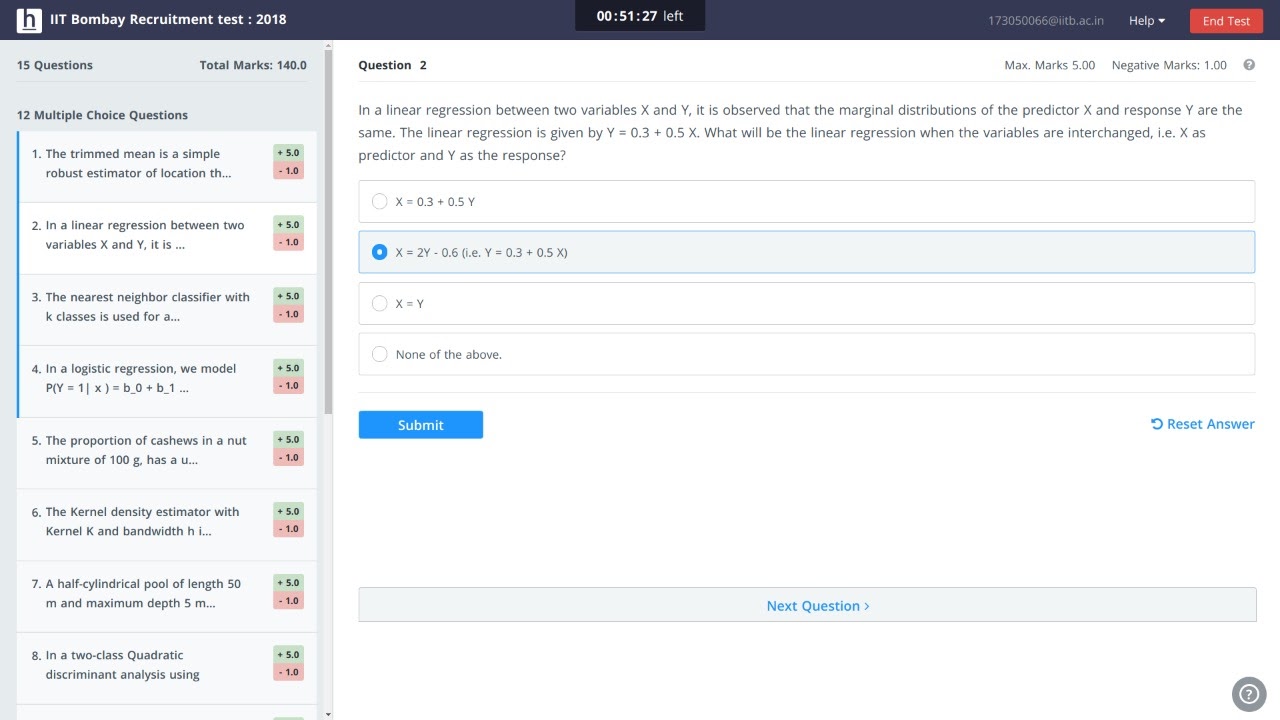 h IIT Bombay Recruitment test : 2018
00:51:27 left
173050066@iitb.ac.in Help End Test
15 Questions Total Marks: 140.0
12 Multiple Choice Questions
1. The trimmed mean is a simple
robust estimator of location th...
+ 5.0
- 1.0
2. In a linear regression between two
variables X and Y, it is ...
+ 5.0
- 1.0
3. The nearest neighbor classifier with
k classes is used for a...
+ 5.0
- 1.0
4. In a logistic regression, we model
P(Y = 1| x ) = b_0 + b_1 ...
+ 5.0
- 1.0
5. The proportion of cashews in a nut
mixture of 100 g, has a u...
+ 5.0
- 1.0
6. The Kernel density estimator with
Kernel K and bandwidth h i...
+ 5.0
- 1.0
7. A half-cylindrical pool of length 50
m and maximum depth 5 m...
+ 5.0
- 1.0
8. In a two-class Quadratic
discriminant analysis using
+ 5.0
- 1.0
Question 2 Max. Marks 5.00 Negative Marks: 1.00 ?
In a linear regression between two variables X and Y, it is observed that the marginal distributions of the predictor X and response Y are the
same. The linear regression is given by Y = 0.3 + 0.5 X. What will be the linear regression when the variables are interchanged, i.e. X as
predictor and Y as the response?
X = 0.3 + 0.5 Y
X = 2Y - 0.6 (i.e. Y = 0.3 + 0.5 X)
X = Y
None of the above.
Submit Reset Answer
Next Question >
?